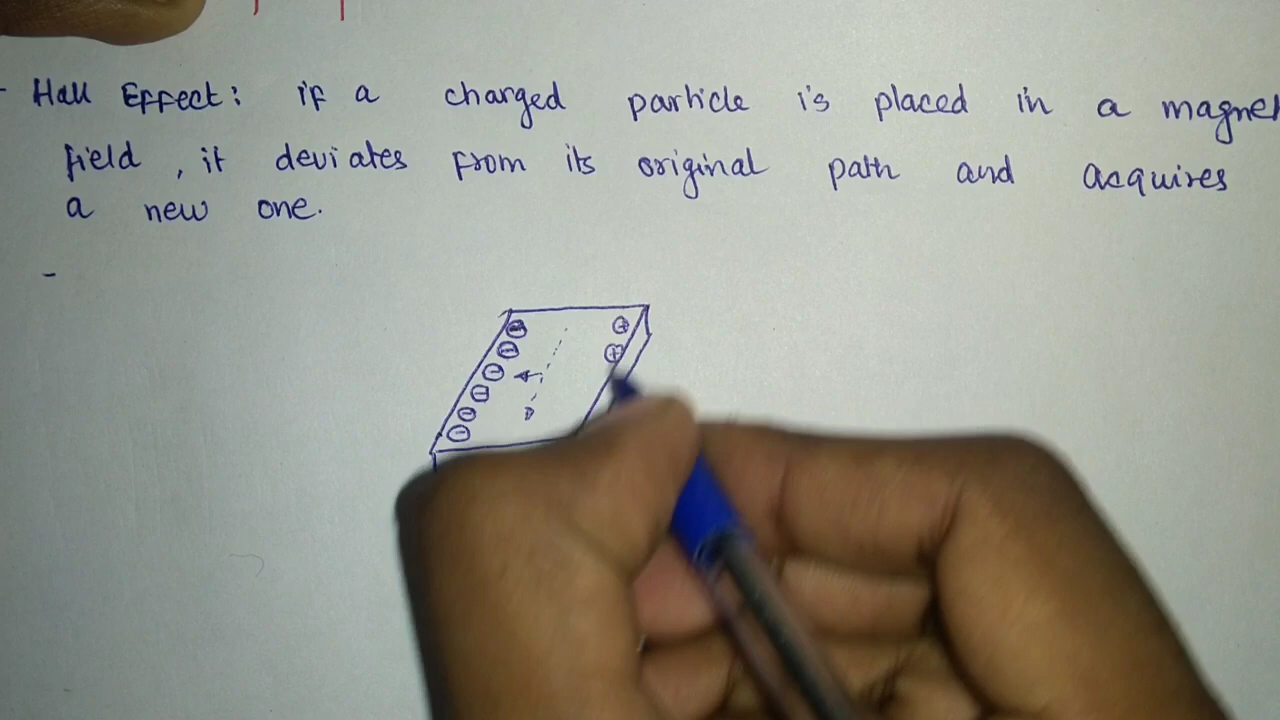 - Hall Effect: if a charged particle is placed in a magnet
field, it deviates from its original path and acquires
a new one.
-